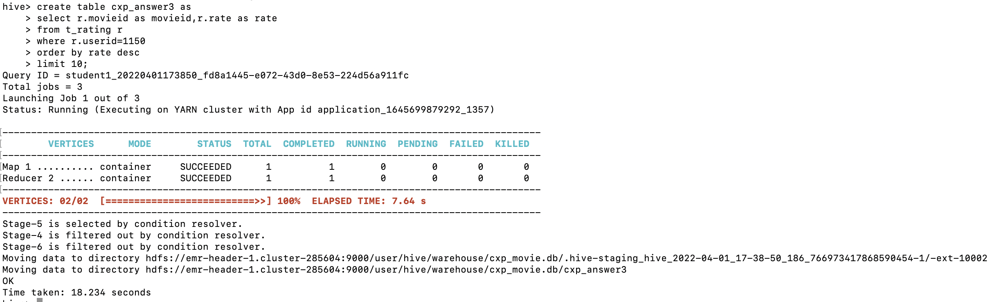 hive> create table cxp_answer3 as
    > select r.movieid as movieid,r.rate as rate
    > from t_rating r
    > where r.userid=1150
    > order by rate desc
    > limit 10;
Query ID = student1_20220401173850_fd8a1445-e072-43d0-8e53-224d56a911fc
Total jobs = 3
Launching Job 1 out of 3
Status: Running (Executing on YARN cluster with App id application_1645699879292_1357)
----------------------------------------------------------------------------------------------
        VERTICES      MODE        STATUS  TOTAL  COMPLETED  RUNNING  PENDING  FAILED  KILLED
----------------------------------------------------------------------------------------------
Map 1 .......... container     SUCCEEDED      1          1        0        0       0       0
Reducer 2 ...... container     SUCCEEDED      1          1        0        0       0       0
----------------------------------------------------------------------------------------------
VERTICES: 02/02  [==========================>>] 100%  ELAPSED TIME: 7.64 s
----------------------------------------------------------------------------------------------
Stage-5 is selected by condition resolver.
Stage-4 is filtered out by condition resolver.
Stage-6 is filtered out by condition resolver.
Moving data to directory hdfs://emr-header-1.cluster-285604:9000/user/hive/warehouse/cxp_movie.db/.hive-staging_hive_2022-04-01_17-38-50_186_766973417868590454-1/-ext-10002
Moving data to directory hdfs://emr-header-1.cluster-285604:9000/user/hive/warehouse/cxp_movie.db/cxp_answer3
OK
Time taken: 18.234 seconds